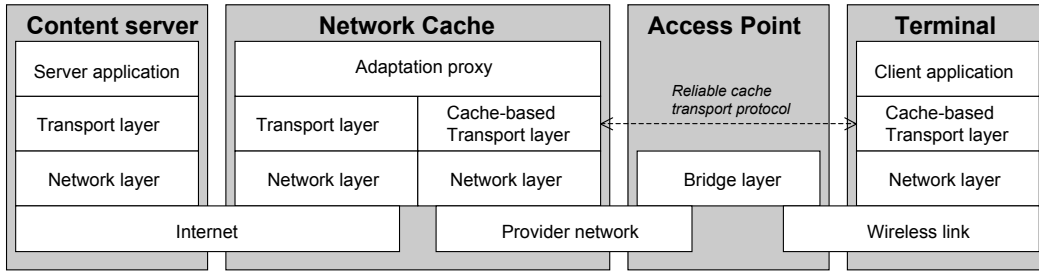 Content server
Network Cache
Access Point
Terminal
Server application
Adaptation proxy
Client application
Reliable cache
transport protocol
Transport layer
Transport layer
Cache-based
Transport layer
Cache-based
Transport layer
Network layer
Network layer
Network layer
Bridge layer
Network layer
Internet
Provider network
Wireless link